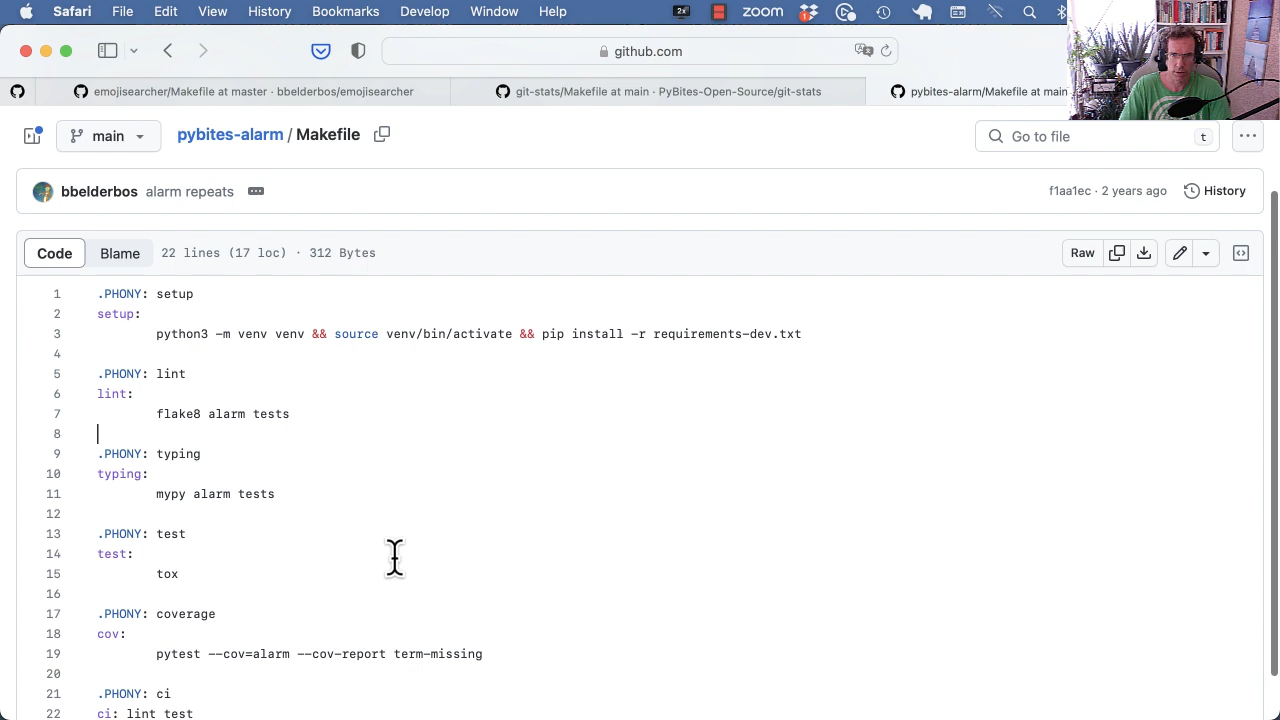 Safari File Edit View History Bookmarks Develop Window Help 2x zoom 1
github.com
emojisearcher/Makefile at master · bbelderbos/emojisearcher git-stats/Makefile at main · PyBites-Open-Source/git-stats pybites-alarm/Makefile at main
main pybites-alarm / Makefile Go to file t
bbelderbos alarm repeats f1aa1ec · 2 years ago History
Code Blame 22 lines (17 loc) · 312 Bytes Raw
1 .PHONY: setup
2 setup:
3 python3 -m venv venv && source venv/bin/activate && pip install -r requirements-dev.txt
4
5 .PHONY: lint
6 lint:
7 flake8 alarm tests
8
9 .PHONY: typing
10 typing:
11 mypy alarm tests
12
13 .PHONY: test
14 test:
15 tox
16
17 .PHONY: coverage
18 cov:
19 pytest --cov=alarm --cov-report term-missing
20
21 .PHONY: ci
22 ci: lint test